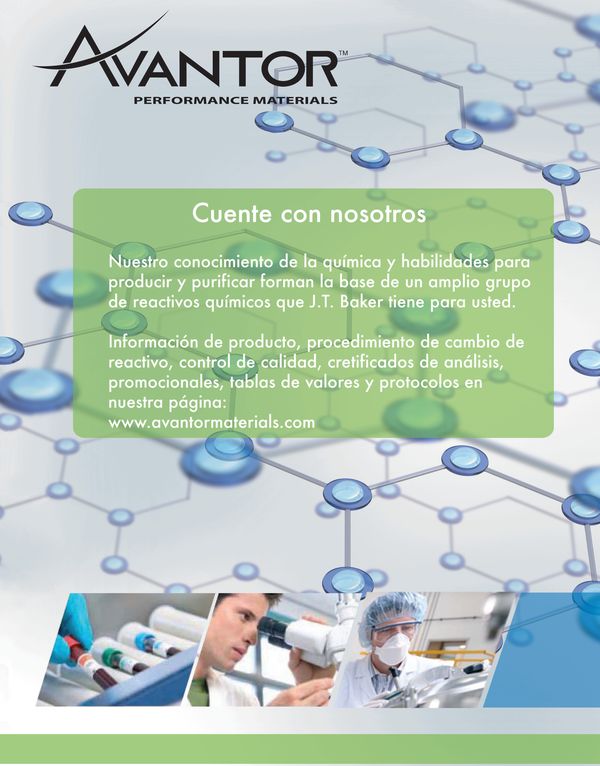 AVANTOR™
PERFORMANCE MATERIALS
Cuente con nosotros
Nuestro conocimiento de la química y habilidades para
producir y purificar forman la base de un amplio grupo
de reactivos químicos que J.T. Baker tiene para usted.
Información de producto, procedimiento de cambio de
reactivo, control de calidad, cretificados de análisis,
promocionales, tablas de valores y protocolos en
nuestra página:
www.avantormaterials.com